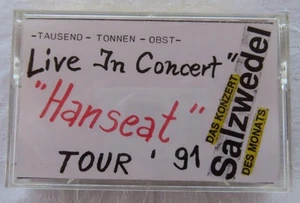 -TAUSEND- TONNEN -OBST-
Live In Concert"
"Hanseat"
TOUR '91
DAS KONZERT
Salzwedel
DES MONATS